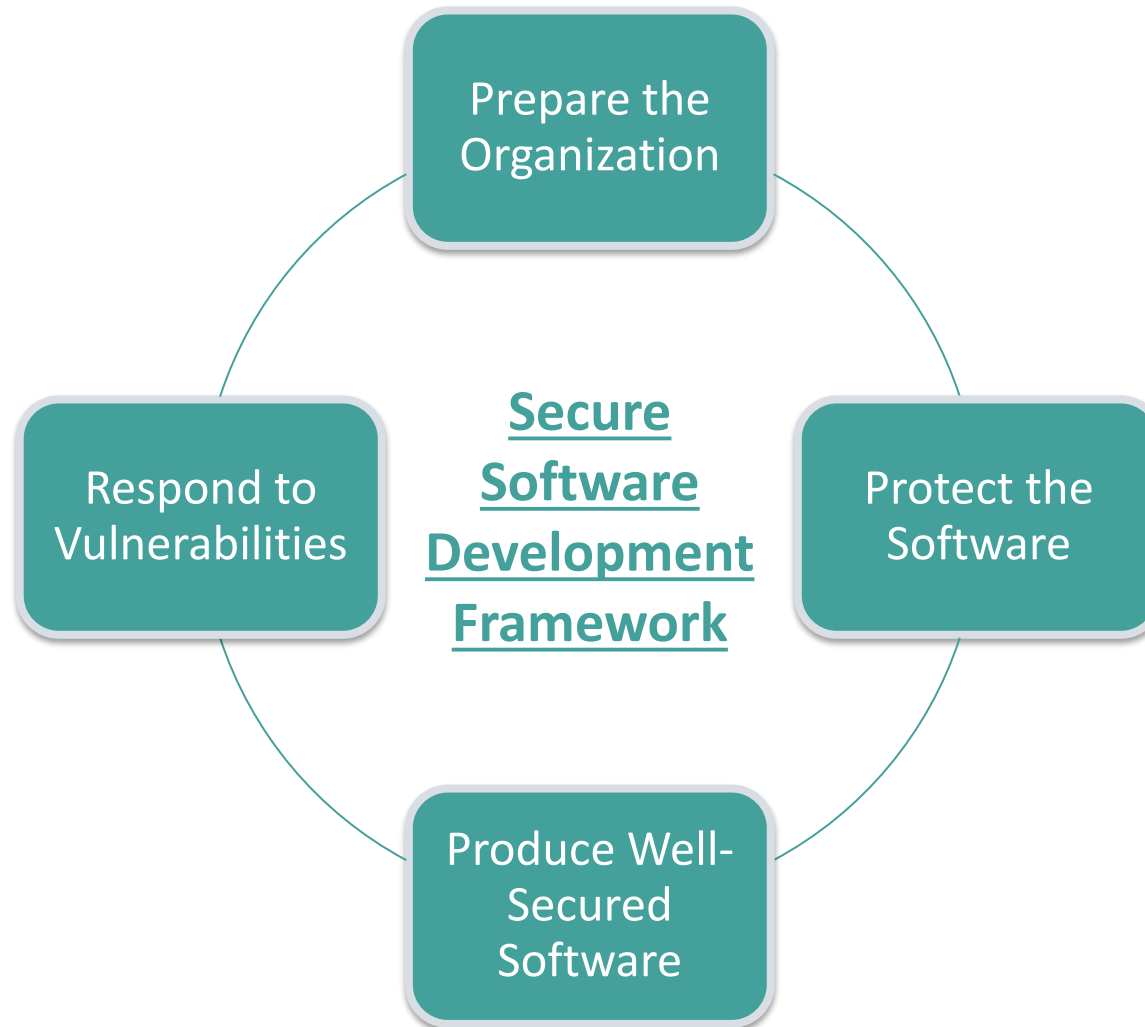 Prepare the
Organization
Secure
Software
Development
Framework
Respond to
Vulnerabilities
Protect the
Software
Produce Well-
Secured
Software